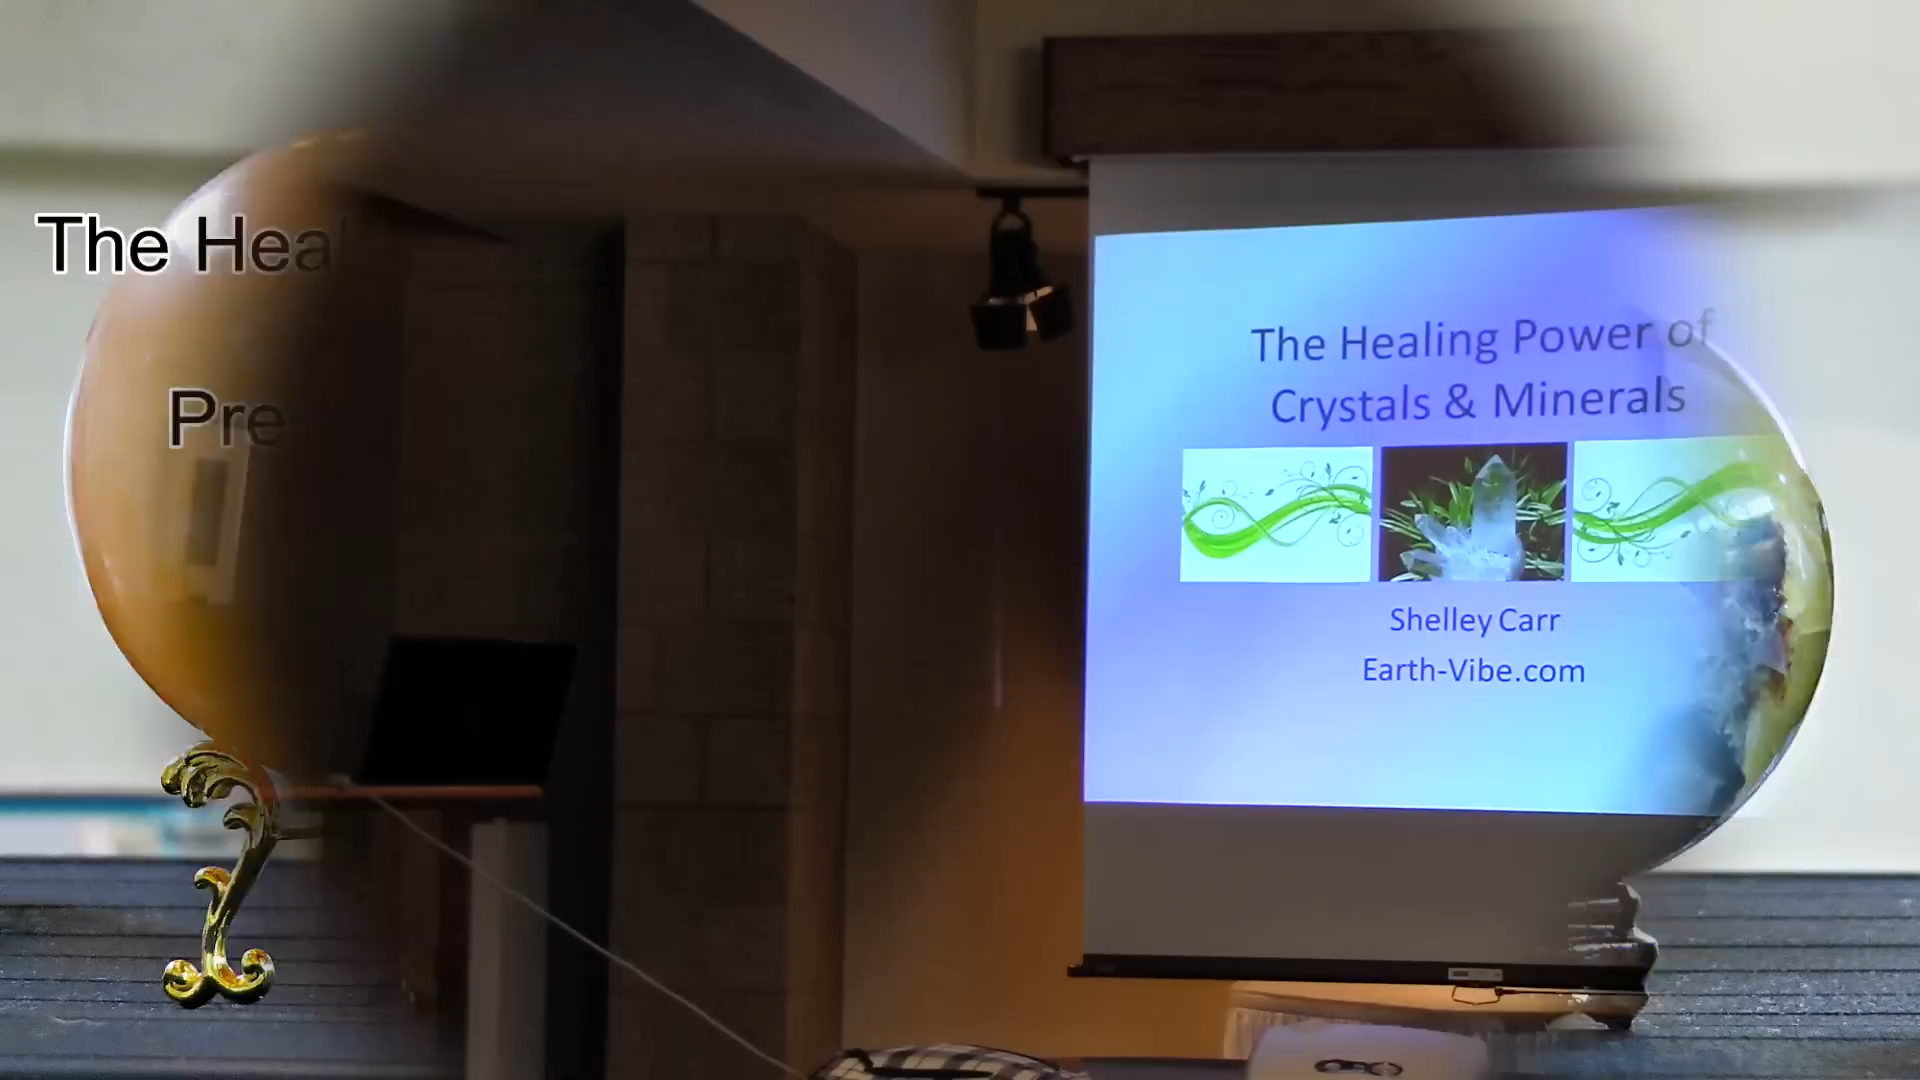 The Hea
Pre
The Healing Power of
Crystals & Minerals
Shelley Carr
Earth-Vibe.com